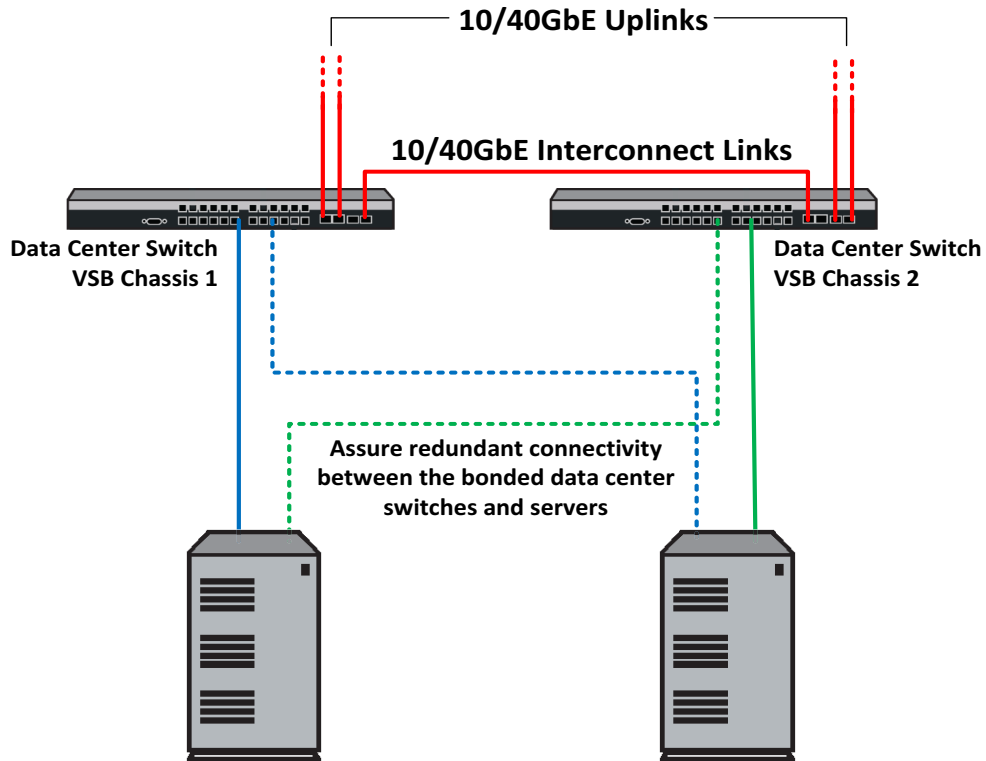 10/40GbE Uplinks
10/40GbE Interconnect Links
Data Center Switch
VSB Chassis 1
Data Center Switch
VSB Chassis 2
Assure redundant connectivity
between the bonded data center
switches and servers